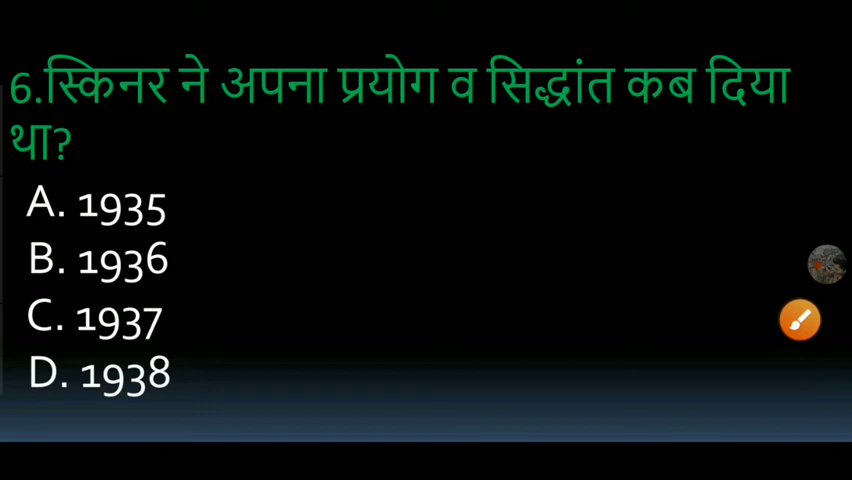 6.स्किनर ने अपना प्रयोग व सिद्धांत कब दिया
था?
A. 1935
B. 1936
C. 1937
D. 1938